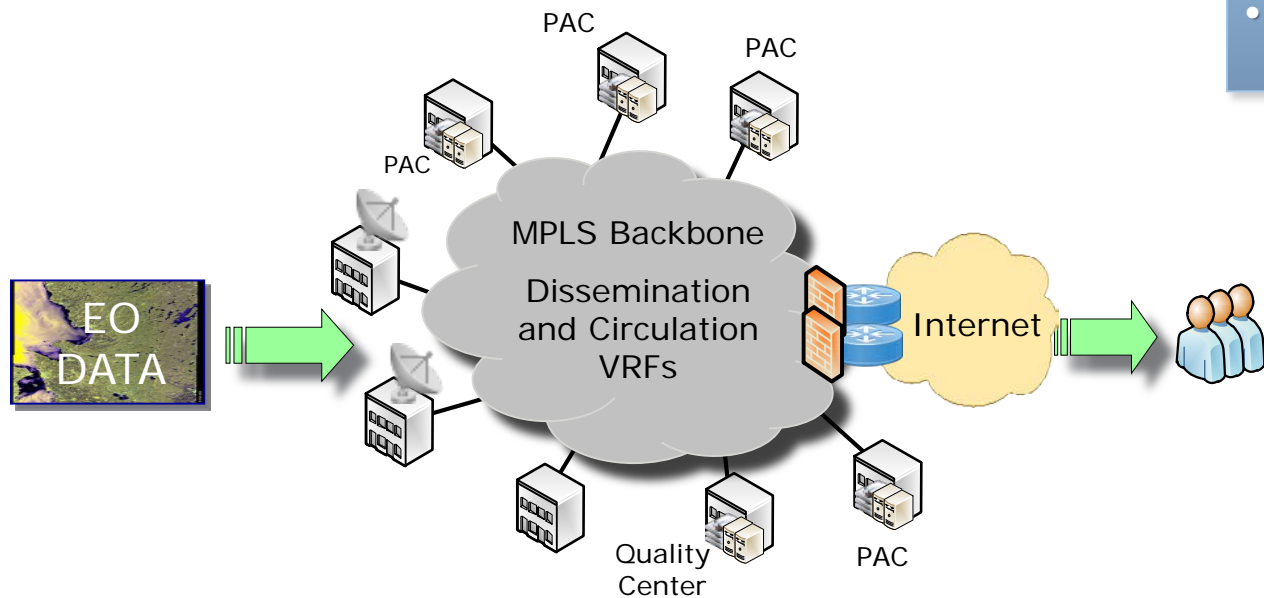 PAC
PAC
PAC
MPLS Backbone
Dissemination
and Circulation
VRFs
EO
DATA
Internet
Quality
Center
PAC